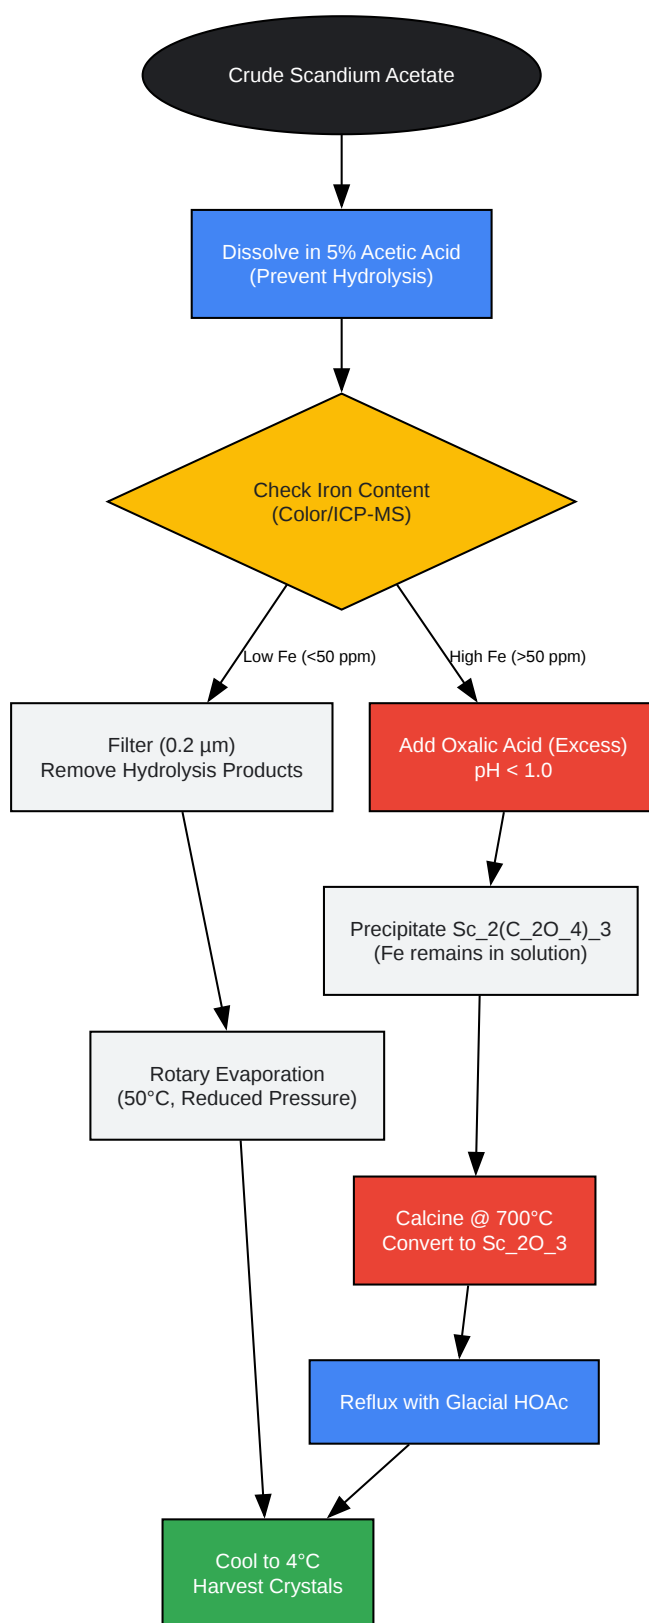 Crude Scandium Acetate
Dissolve in 5% Acetic Acid
(Prevent Hydrolysis)
Check Iron Content
(Color/ICP-MS)
Low Fe (<50 ppm)
High Fe (>50 ppm)
Filter (0.2 µm)
Remove Hydrolysis Products
Add Oxalic Acid (Excess)
pH < 1.0
Precipitate Sc_2(C_2O_4)_3
(Fe remains in solution)
Rotary Evaporation
(50°C, Reduced Pressure)
Calcine @ 700°C
Convert to Sc_2O_3
Reflux with Glacial HOAc
Cool to 4°C
Harvest Crystals